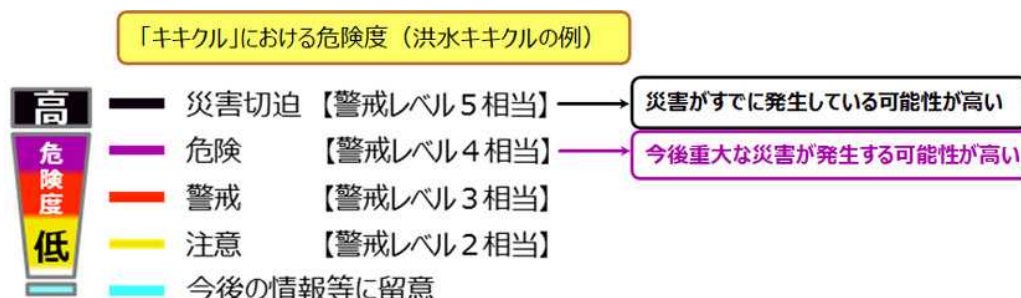 「キキクル」における危険度（洪水キキクルの例）
高
危険度
低
災害切迫 【警戒レベル５相当】
災害がすでに発生している可能性が高い
危険 【警戒レベル４相当】
今後重大な災害が発生する可能性が高い
警戒 【警戒レベル３相当】
注意 【警戒レベル２相当】
今後の情報等に留意